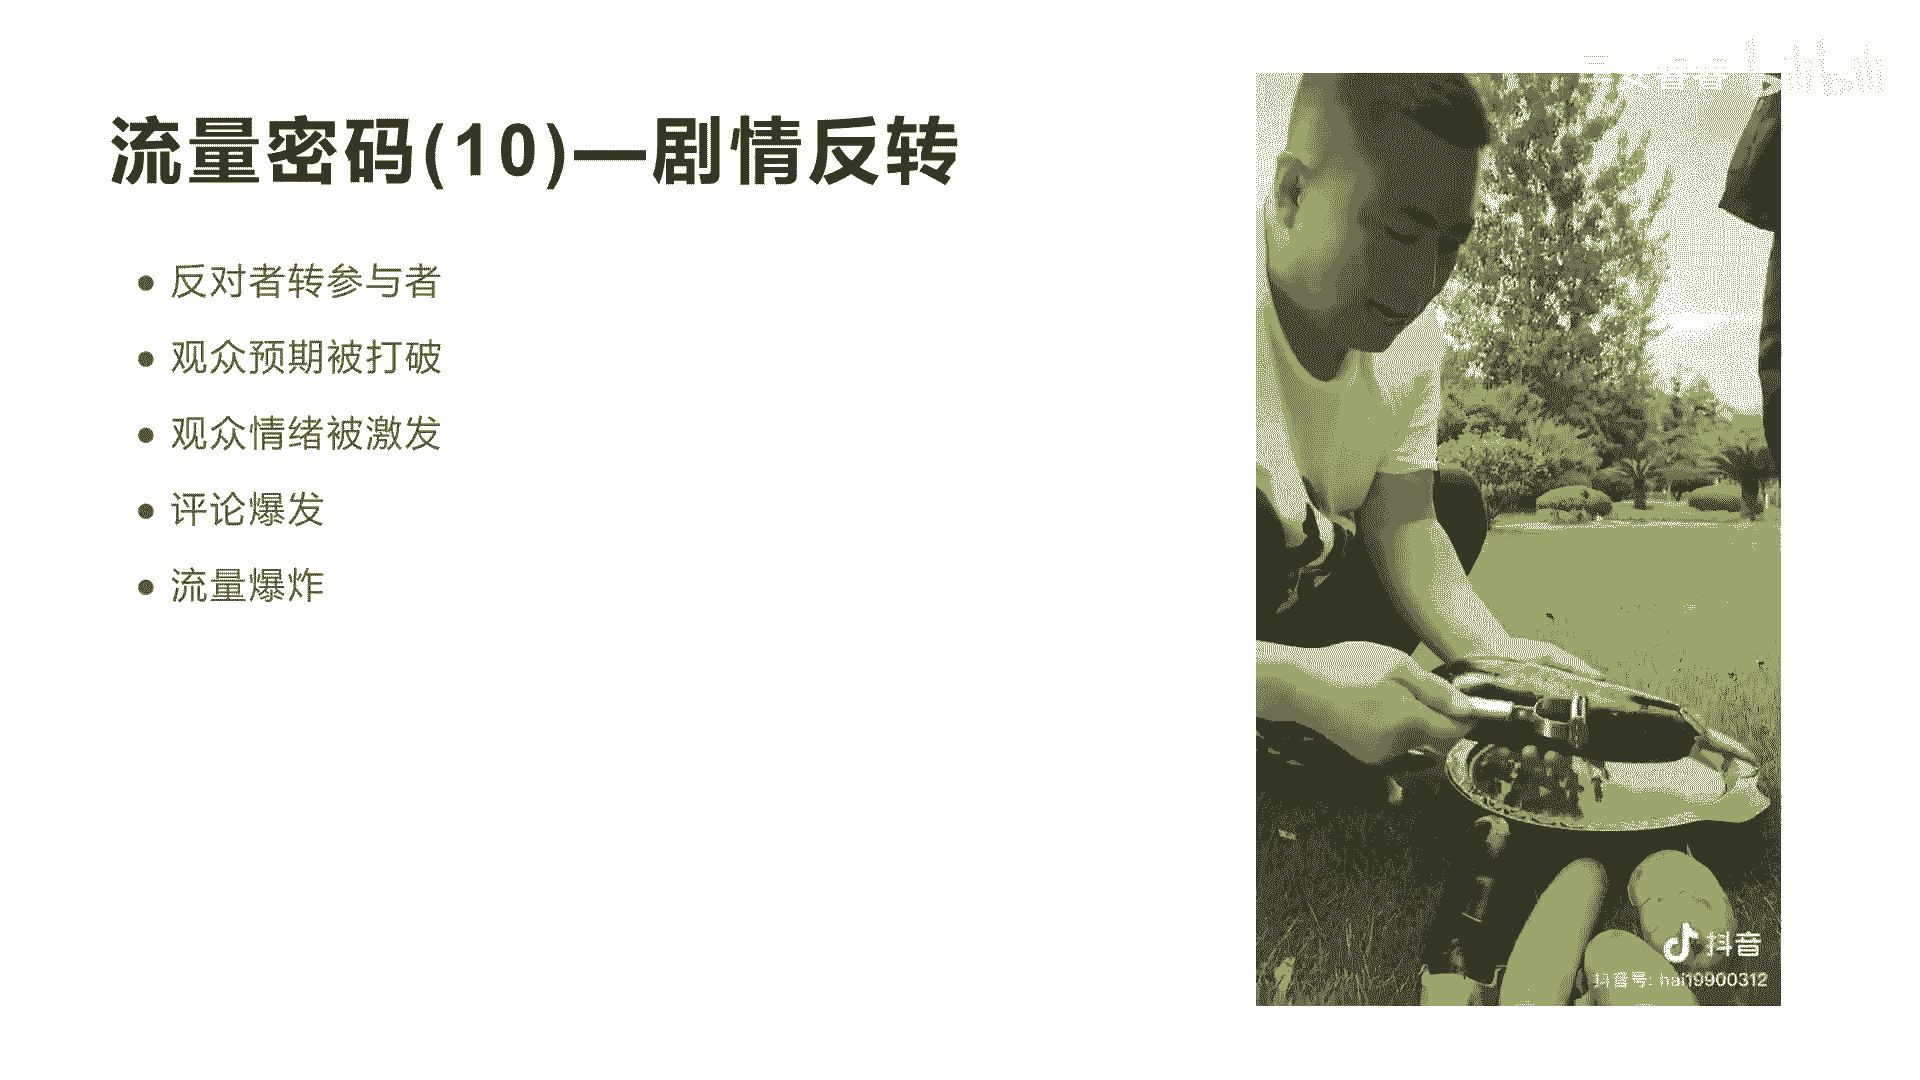 流量密码(10)—剧情反转
● 反对者转参与者
● 观众预期被打破
● 观众情绪被激发
● 评论爆发
● 流量爆炸
抖音
抖音号: hai19900312